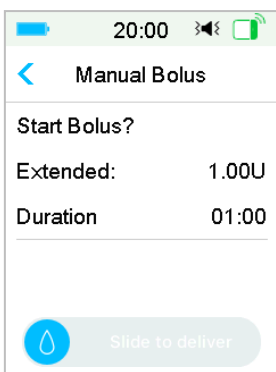 20:00
Manual Bolus
Start Bolus?
Extended: 1.00U
Duration 01:00
Slide to deliver